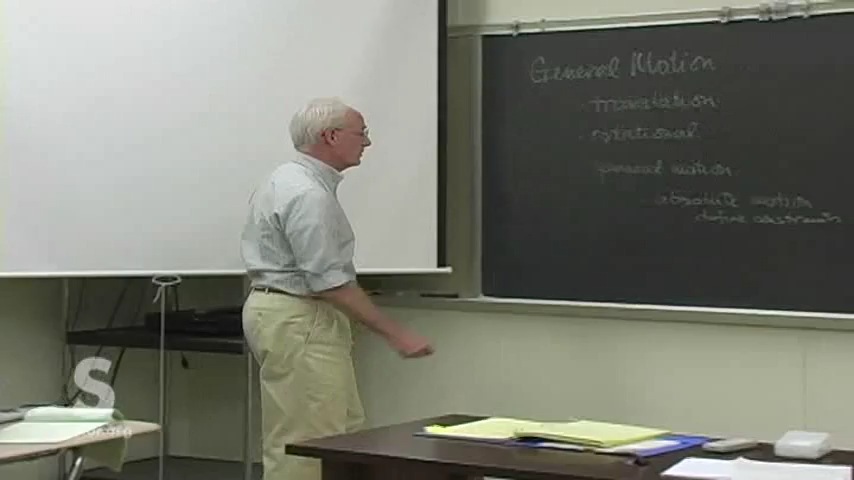 General Motion
- translation
- rotational
general motion
- absolute motion
define constraints
S